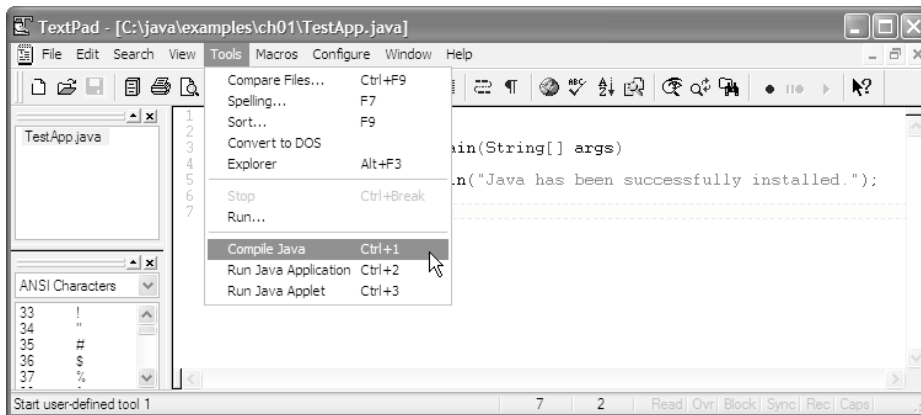 TextPad - [C:\java\examples\ch01\TestApp.java]
File Edit Search View Tools Macros Configure Window Help
TestApp.java
Compare Files... Ctrl+F9
Spelling... F7
Sort... F9
Convert to DOS
Explorer Alt+F3
Stop Ctrl+Break
Run...
Compile Java Ctrl+1
Run Java Application Ctrl+2
Run Java Applet Ctrl+3
1
2
3 ain(String[] args)
4
5 .n("Java has been successfully installed.");
6
7
ANSI Characters
33 !
34 "
35 #
36 $
37 %
Start user-defined tool 1 7 2 Read Ovr Block Sync Rec Caps